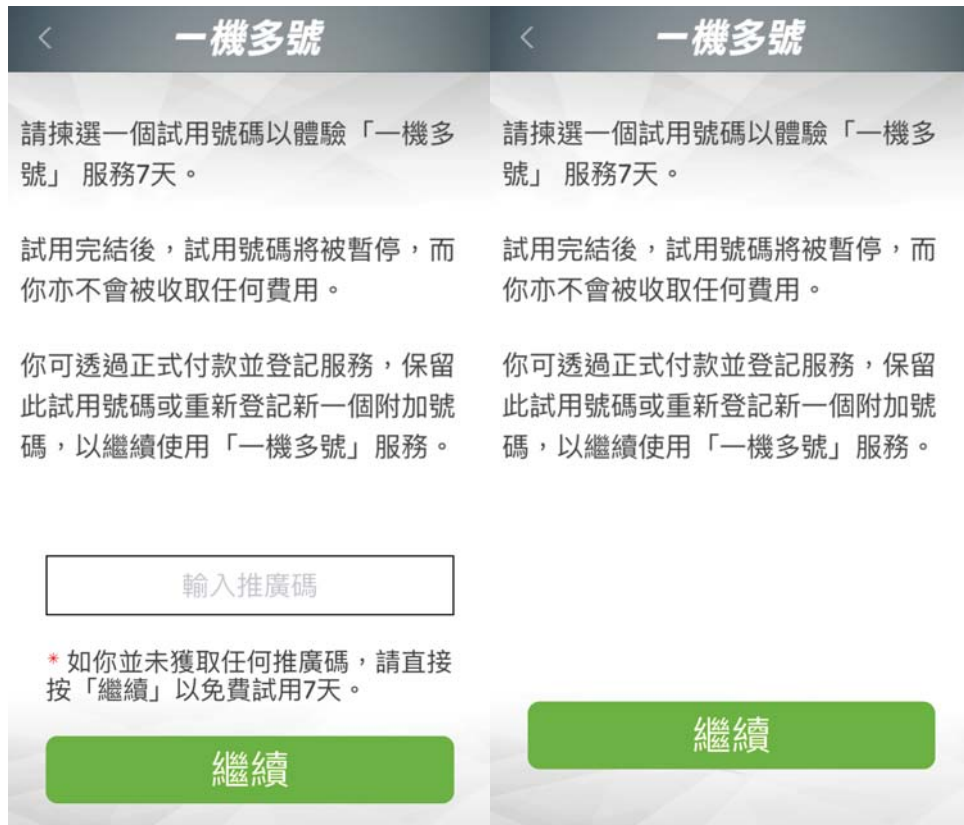 一機多號
請揀選一個試用號碼以體驗「一機多
號」 服務7天。
試用完結後，試用號碼將被暫停，而
你亦不會被收取任何費用。
你可透過正式付款並登記服務，保留
此試用號碼或重新登記新一個附加號
碼，以繼續使用「一機多號」服務。
輸入推廣碼
* 如你並未獲取任何推廣碼，請直接
按「繼續」以免費試用7天。
繼續
一機多號
請揀選一個試用號碼以體驗「一機多
號」 服務7天。
試用完結後，試用號碼將被暫停，而
你亦不會被收取任何費用。
你可透過正式付款並登記服務，保留
此試用號碼或重新登記新一個附加號
碼，以繼續使用「一機多號」服務。
繼續